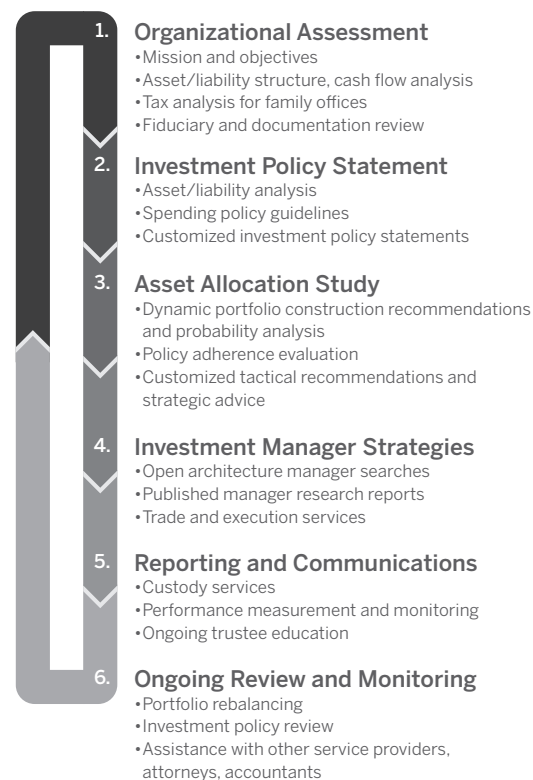 1. Organizational Assessment
•Mission and objectives
•Asset/liability structure, cash flow analysis
•Tax analysis for family offices
•Fiduciary and documentation review
2. Investment Policy Statement
•Asset/liability analysis
•Spending policy guidelines
•Customized investment policy statements
3. Asset Allocation Study
•Dynamic portfolio construction recommendations
and probability analysis
•Policy adherence evaluation
•Customized tactical recommendations and
strategic advice
4. Investment Manager Strategies
•Open architecture manager searches
•Published manager research reports
•Trade and execution services
5. Reporting and Communications
•Custody services
•Performance measurement and monitoring
•Ongoing trustee education
6. Ongoing Review and Monitoring
•Portfolio rebalancing
•Investment policy review
•Assistance with other service providers,
attorneys, accountants